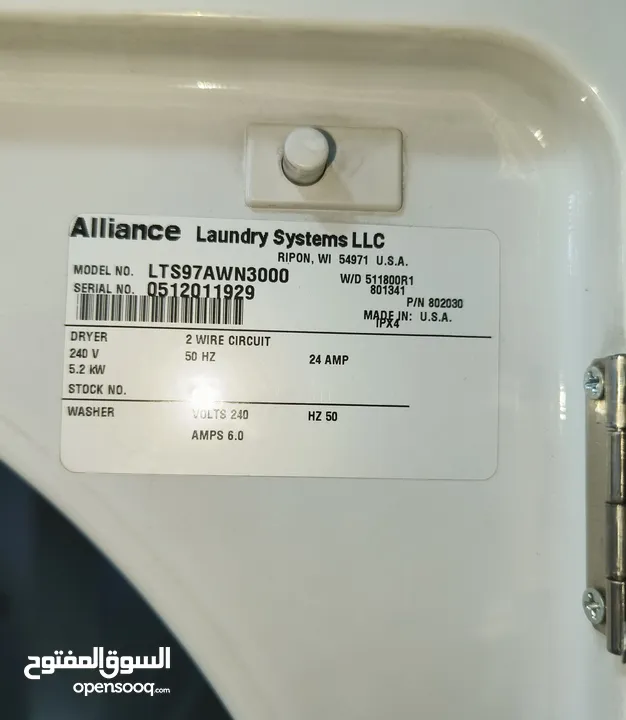 Alliance Laundry Systems LLC
RIPON, WI 54971 U.S.A.
MODEL NO. LTS97AWN3000 W/D 511800R1
SERIAL NO. 0512011929 801341
P/N 802030
MADE IN: U.S.A.
IPX4
DRYER 2 WIRE CIRCUIT
240 V 50 HZ 24 AMP
5.2 kW
STOCK NO.
WASHER VOLTS 240 HZ 50
AMPS 6.0
السوق المفتوح
opensooq.com